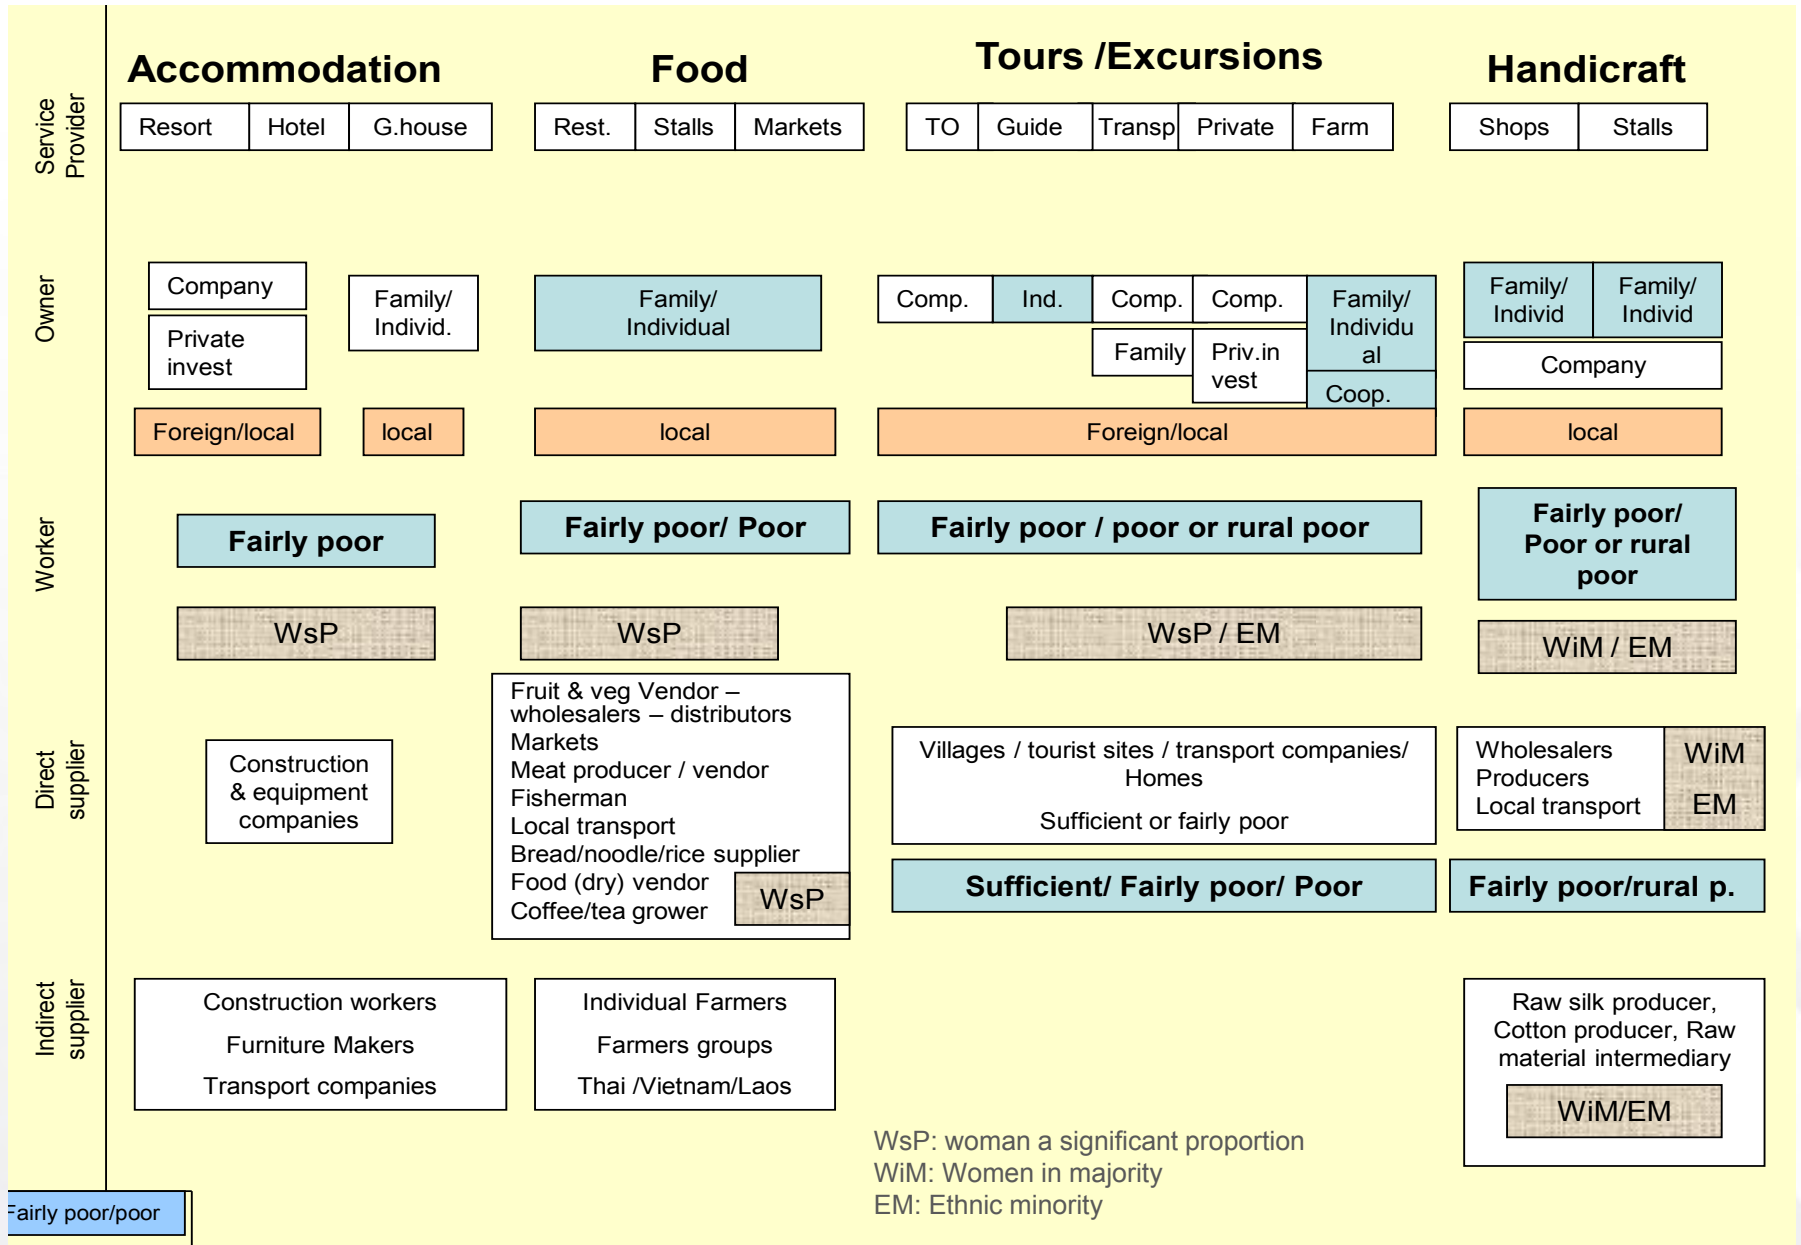 Accommodation
Food
Tours /Excursions
Handicraft
Service
Provider
Resort
Hotel
G.house
Rest.
Stalls
Markets
TO
Guide
Transp
Private
Farm
Shops
Stalls
Owner
Company
Private
invest
Family/
Individ.
Family/
Individual
Comp.
Ind.
Comp.
Family
Comp.
Priv.in
vest
Family/
Individu
al
Coop.
Family/
Individ
Family/
Individ
Company
Foreign/local
local
local
Foreign/local
local
Worker
Fairly poor
Fairly poor/ Poor
Fairly poor / poor or rural poor
Fairly poor/
Poor or rural
poor
WsP
WsP
WsP / EM
WiM / EM
Direct
supplier
Construction
& equipment
companies
Fruit & veg Vendor –
wholesalers – distributors
Markets
Meat producer / vendor
Fisherman
Local transport
Bread/noodle/rice supplier
Food (dry) vendor
Coffee/tea grower
WsP
Villages / tourist sites / transport companies/
Homes
Sufficient or fairly poor
Sufficient/ Fairly poor/ Poor
Wholesalers
Producers
Local transport
WiM
EM
Fairly poor/rural p.
Indirect
supplier
Construction workers
Furniture Makers
Transport companies
Individual Farmers
Farmers groups
Thai /Vietnam/Laos
Raw silk producer,
Cotton producer, Raw
material intermediary
WiM/EM
WsP: woman a significant proportion
WiM: Women in majority
EM: Ethnic minority
Fairly poor/poor